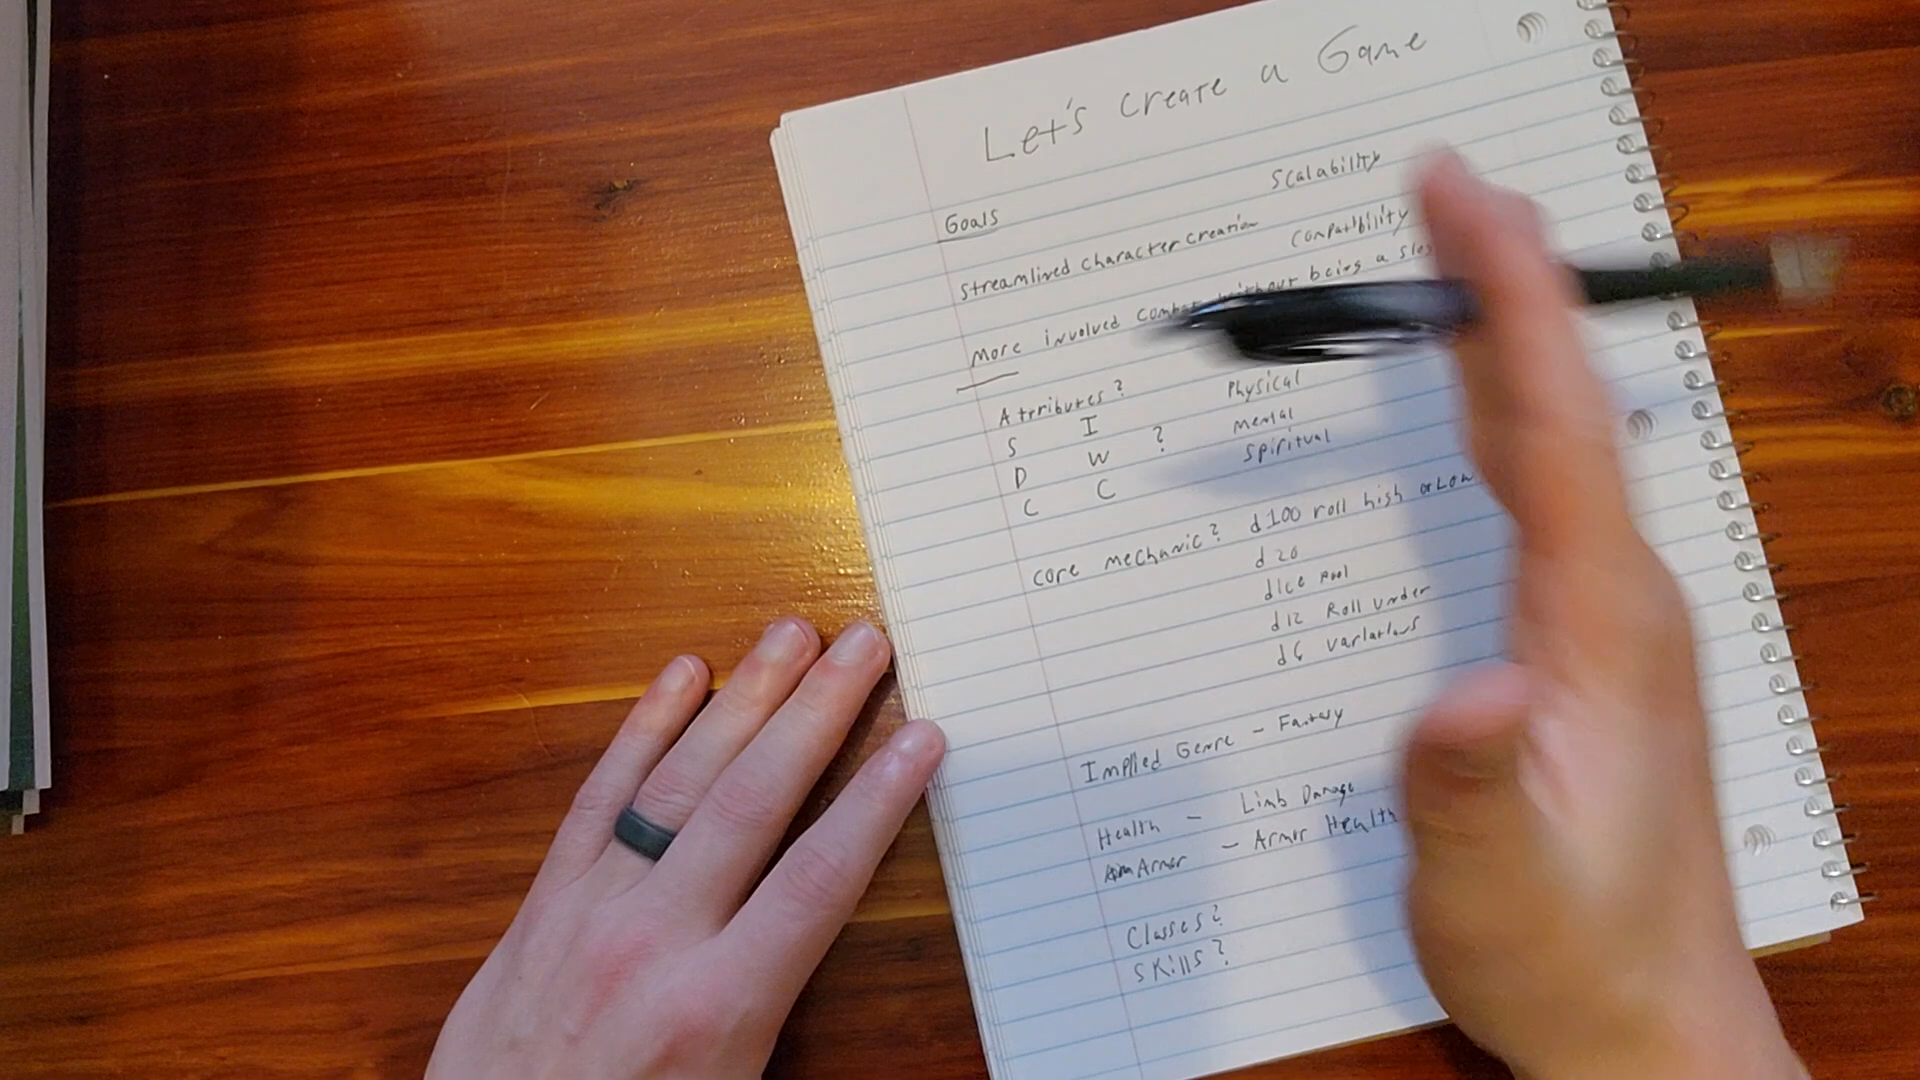 Let's Create a Game
Goals
Scalability
Streamlined Character Creation
Compatibility
More involved combat without being a
Attributes?
S I
D W ?
C C
Physical
Mental
Spiritual
Core Mechanic? d100 roll high or Low
d20
dice Pool
d12 Roll under
d6 variations
Implied Genre - Fantasy
Health - Limb Damage
Armor - Armor Health
Classes?
Skills?